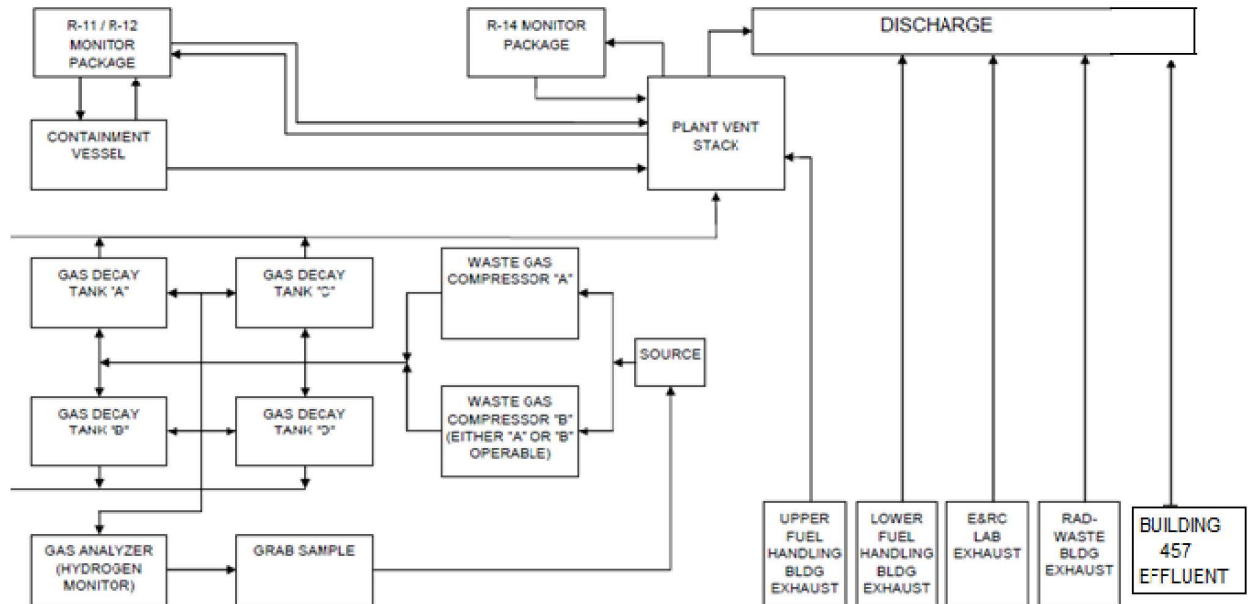 R-11 / R-12
MONITOR
PACKAGE
R-14 MONITOR
PACKAGE
DISCHARGE
CONTAINMENT
VESSEL
PLANT VENT
STACK
GAS DECAY
TANK "A"
GAS DECAY
TANK "C"
WASTE GAS
COMPRESSOR "A"
SOURCE
GAS DECAY
TANK "B"
GAS DECAY
TANK "D"
WASTE GAS
COMPRESSOR "B"
(EITHER "A" OR "B"
OPERABLE)
GAS ANALYZER
(HYDROGEN
MONITOR)
GRAB SAMPLE
UPPER
FUEL
HANDLING
BLDG
EXHAUST
LOWER
FUEL
HANDLING
BLDG
EXHAUST
E&RC
LAB
EXHAUST
RAD-
WASTE
BLDG
EXHAUST
BUILDING
457
EFFLUENT